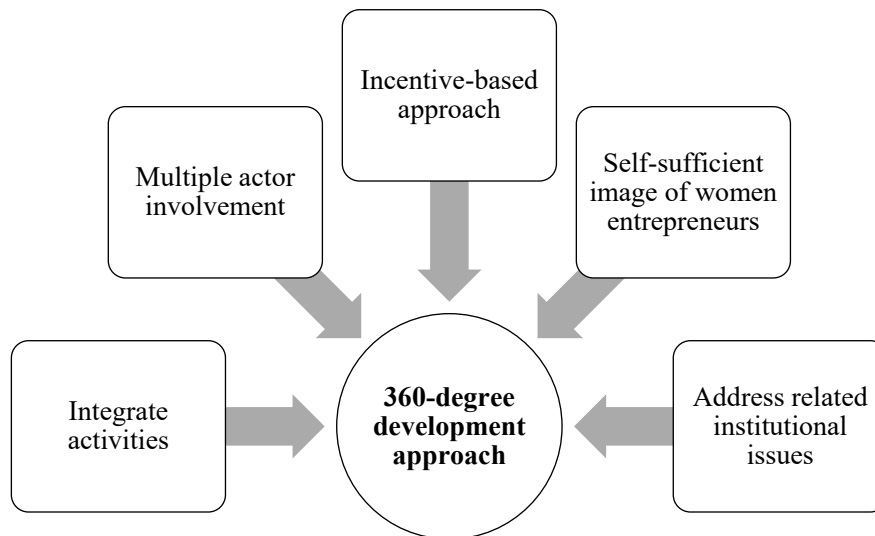 Incentive-based
approach
Multiple actor
involvement
Self-sufficient
image of women
entrepreneurs
Integrate
activities
360-degree
development
approach
Address related
institutional
issues